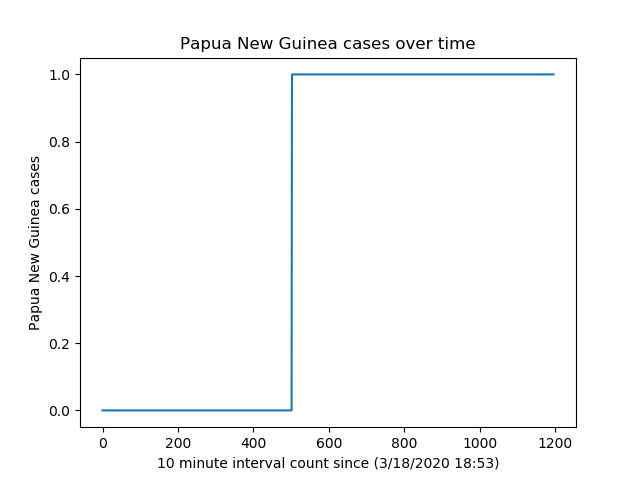 Papua New Guinea cases over time
1.0
0.8
0.6
0.4
0.2
0.0
Papua New Guinea cases
0 200 400 600 800 1000 1200
10 minute interval count since (3/18/2020 18:53)